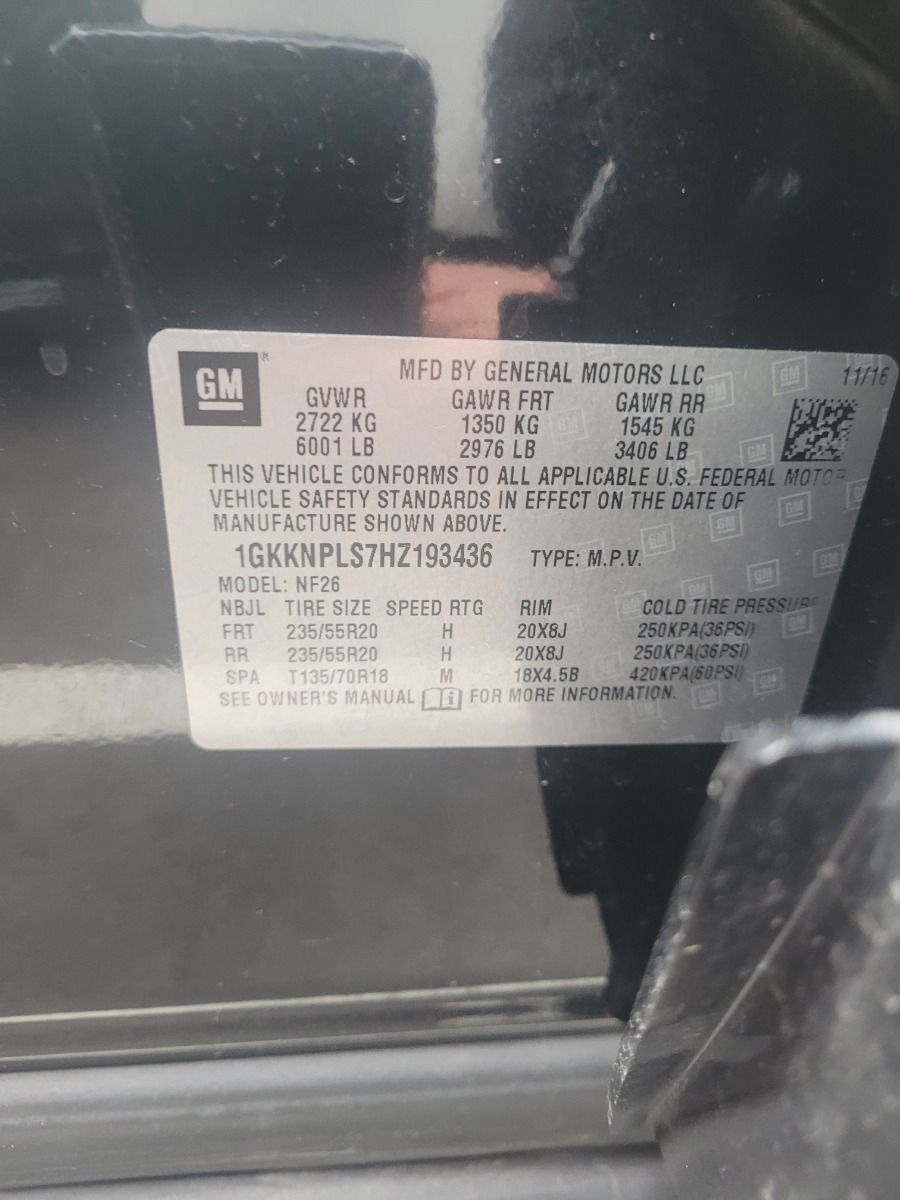 GM®
MFD BY GENERAL MOTORS LLC 11/16
GVWR GAWR FRT GAWR RR
2722 KG 1350 KG 1545 KG
6001 LB 2976 LB 3406 LB
THIS VEHICLE CONFORMS TO ALL APPLICABLE U.S. FEDERAL MOTOR
VEHICLE SAFETY STANDARDS IN EFFECT ON THE DATE OF
MANUFACTURE SHOWN ABOVE.
1GKKNPLS7HZ193436 TYPE: M.P.V.
MODEL: NF26
NBJL TIRE SIZE SPEED RTG RIM COLD TIRE PRESSURE
FRT 235/55R20 H 20X8J 250KPA(36PSI)
RR 235/55R20 H 20X8J 250KPA(36PSI)
SPA T135/70R18 M 18X4.5B 420KPA(60PSI)
SEE OWNER'S MANUAL FOR MORE INFORMATION.